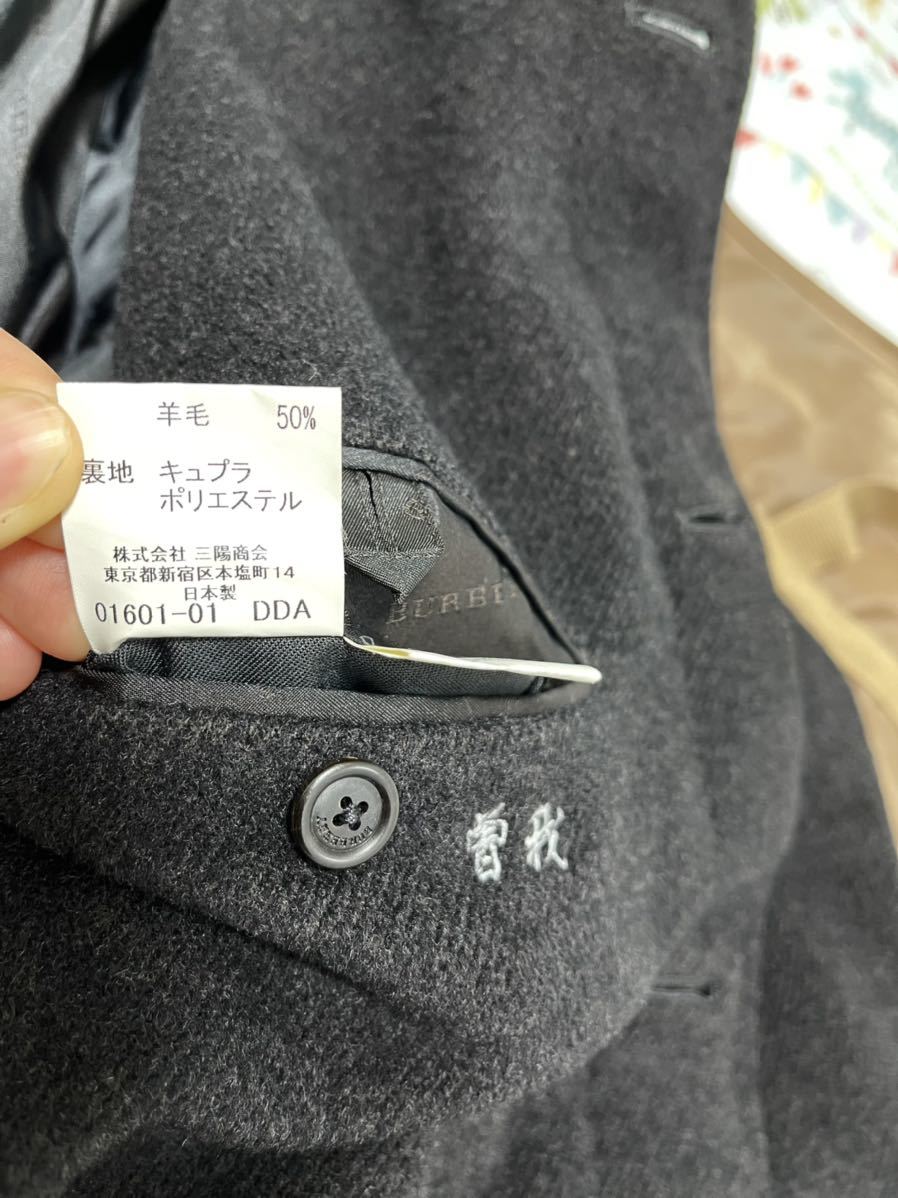 羊毛 50%
裏地 キュプラ
ポリエステル
株式会社 三陽商会
東京都新宿区本塩町14
日本製
01601-01 DDA
BURBE
曽我